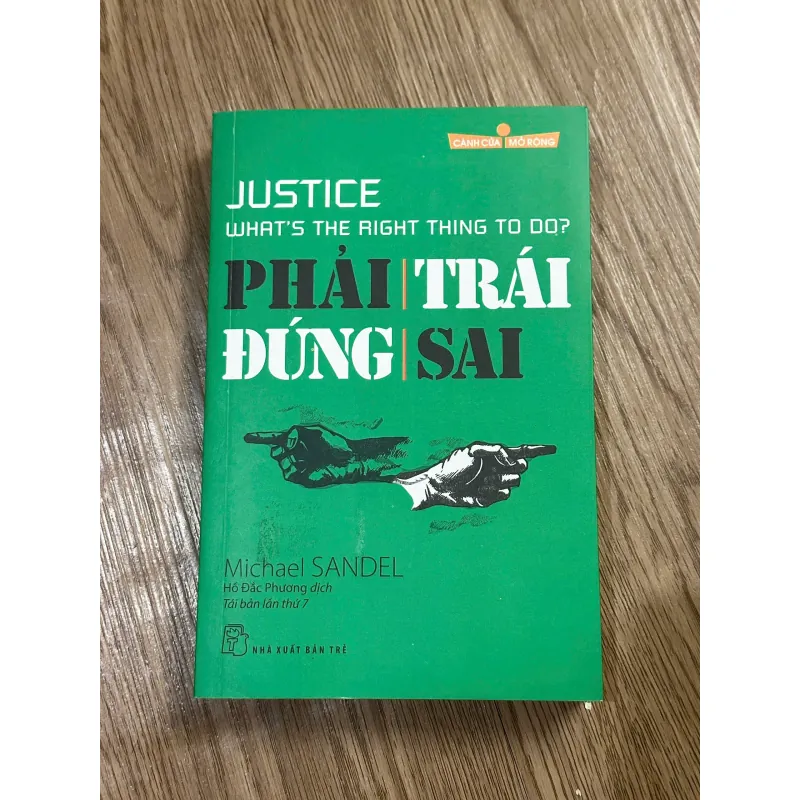 CÁNH CỬA MỞ RỘNG
JUSTICE
WHAT'S THE RIGHT THING TO DO?
PHẢI TRÁI
ĐÚNG SAI
Michael SANDEL
Hồ Đắc Phương dịch
Tái bản lần thứ 7
NHÀ XUẤT BẢN TRẺ